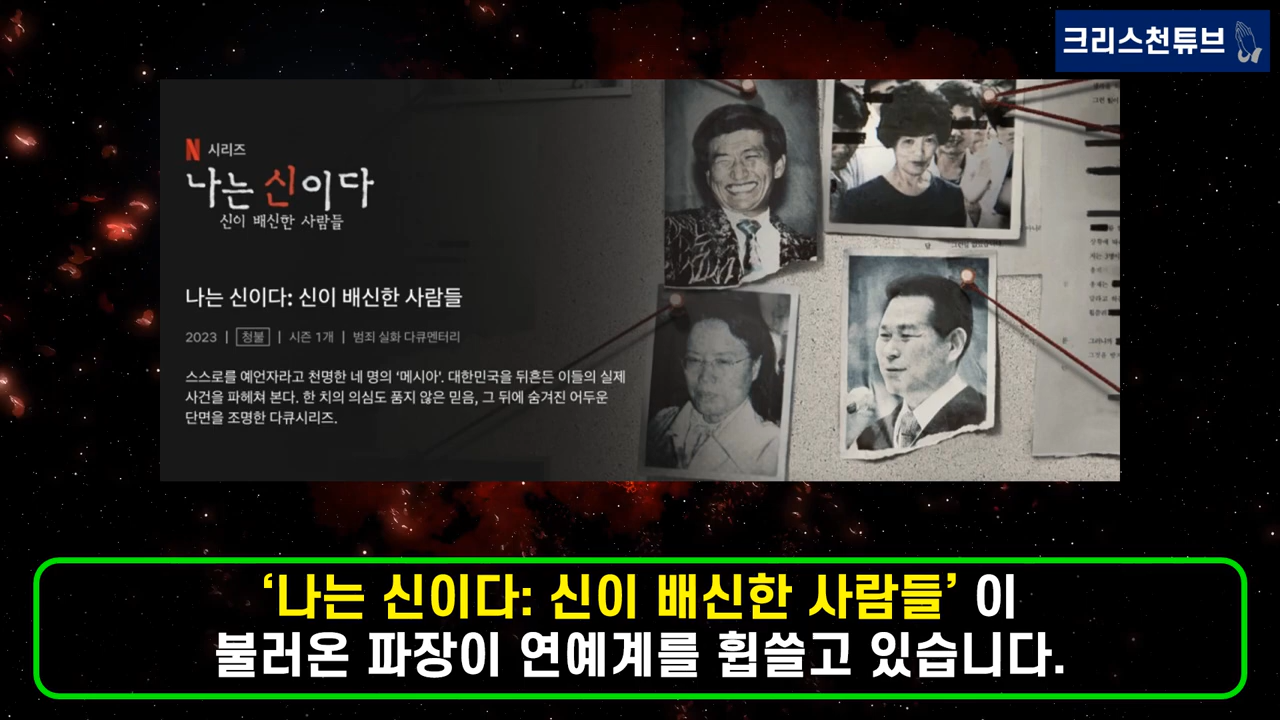 크리스천튜브
N 시리즈
나는 신이다
신이 배신한 사람들
나는 신이다: 신이 배신한 사람들
2023 | 청불 | 시즌 1개 | 범죄 실화 다큐멘터리
스스로를 예언자라고 천명한 네 명의 ‘메시아’. 대한민국을 뒤흔든 이들의 실제
사건을 파헤쳐 본다. 한 치의 의심도 품지 않은 믿음, 그 뒤에 숨겨진 어두운
단면을 조명한 다큐시리즈.
‘나는 신이다: 신이 배신한 사람들’ 이
불러온 파장이 연예계를 휩쓸고 있습니다.